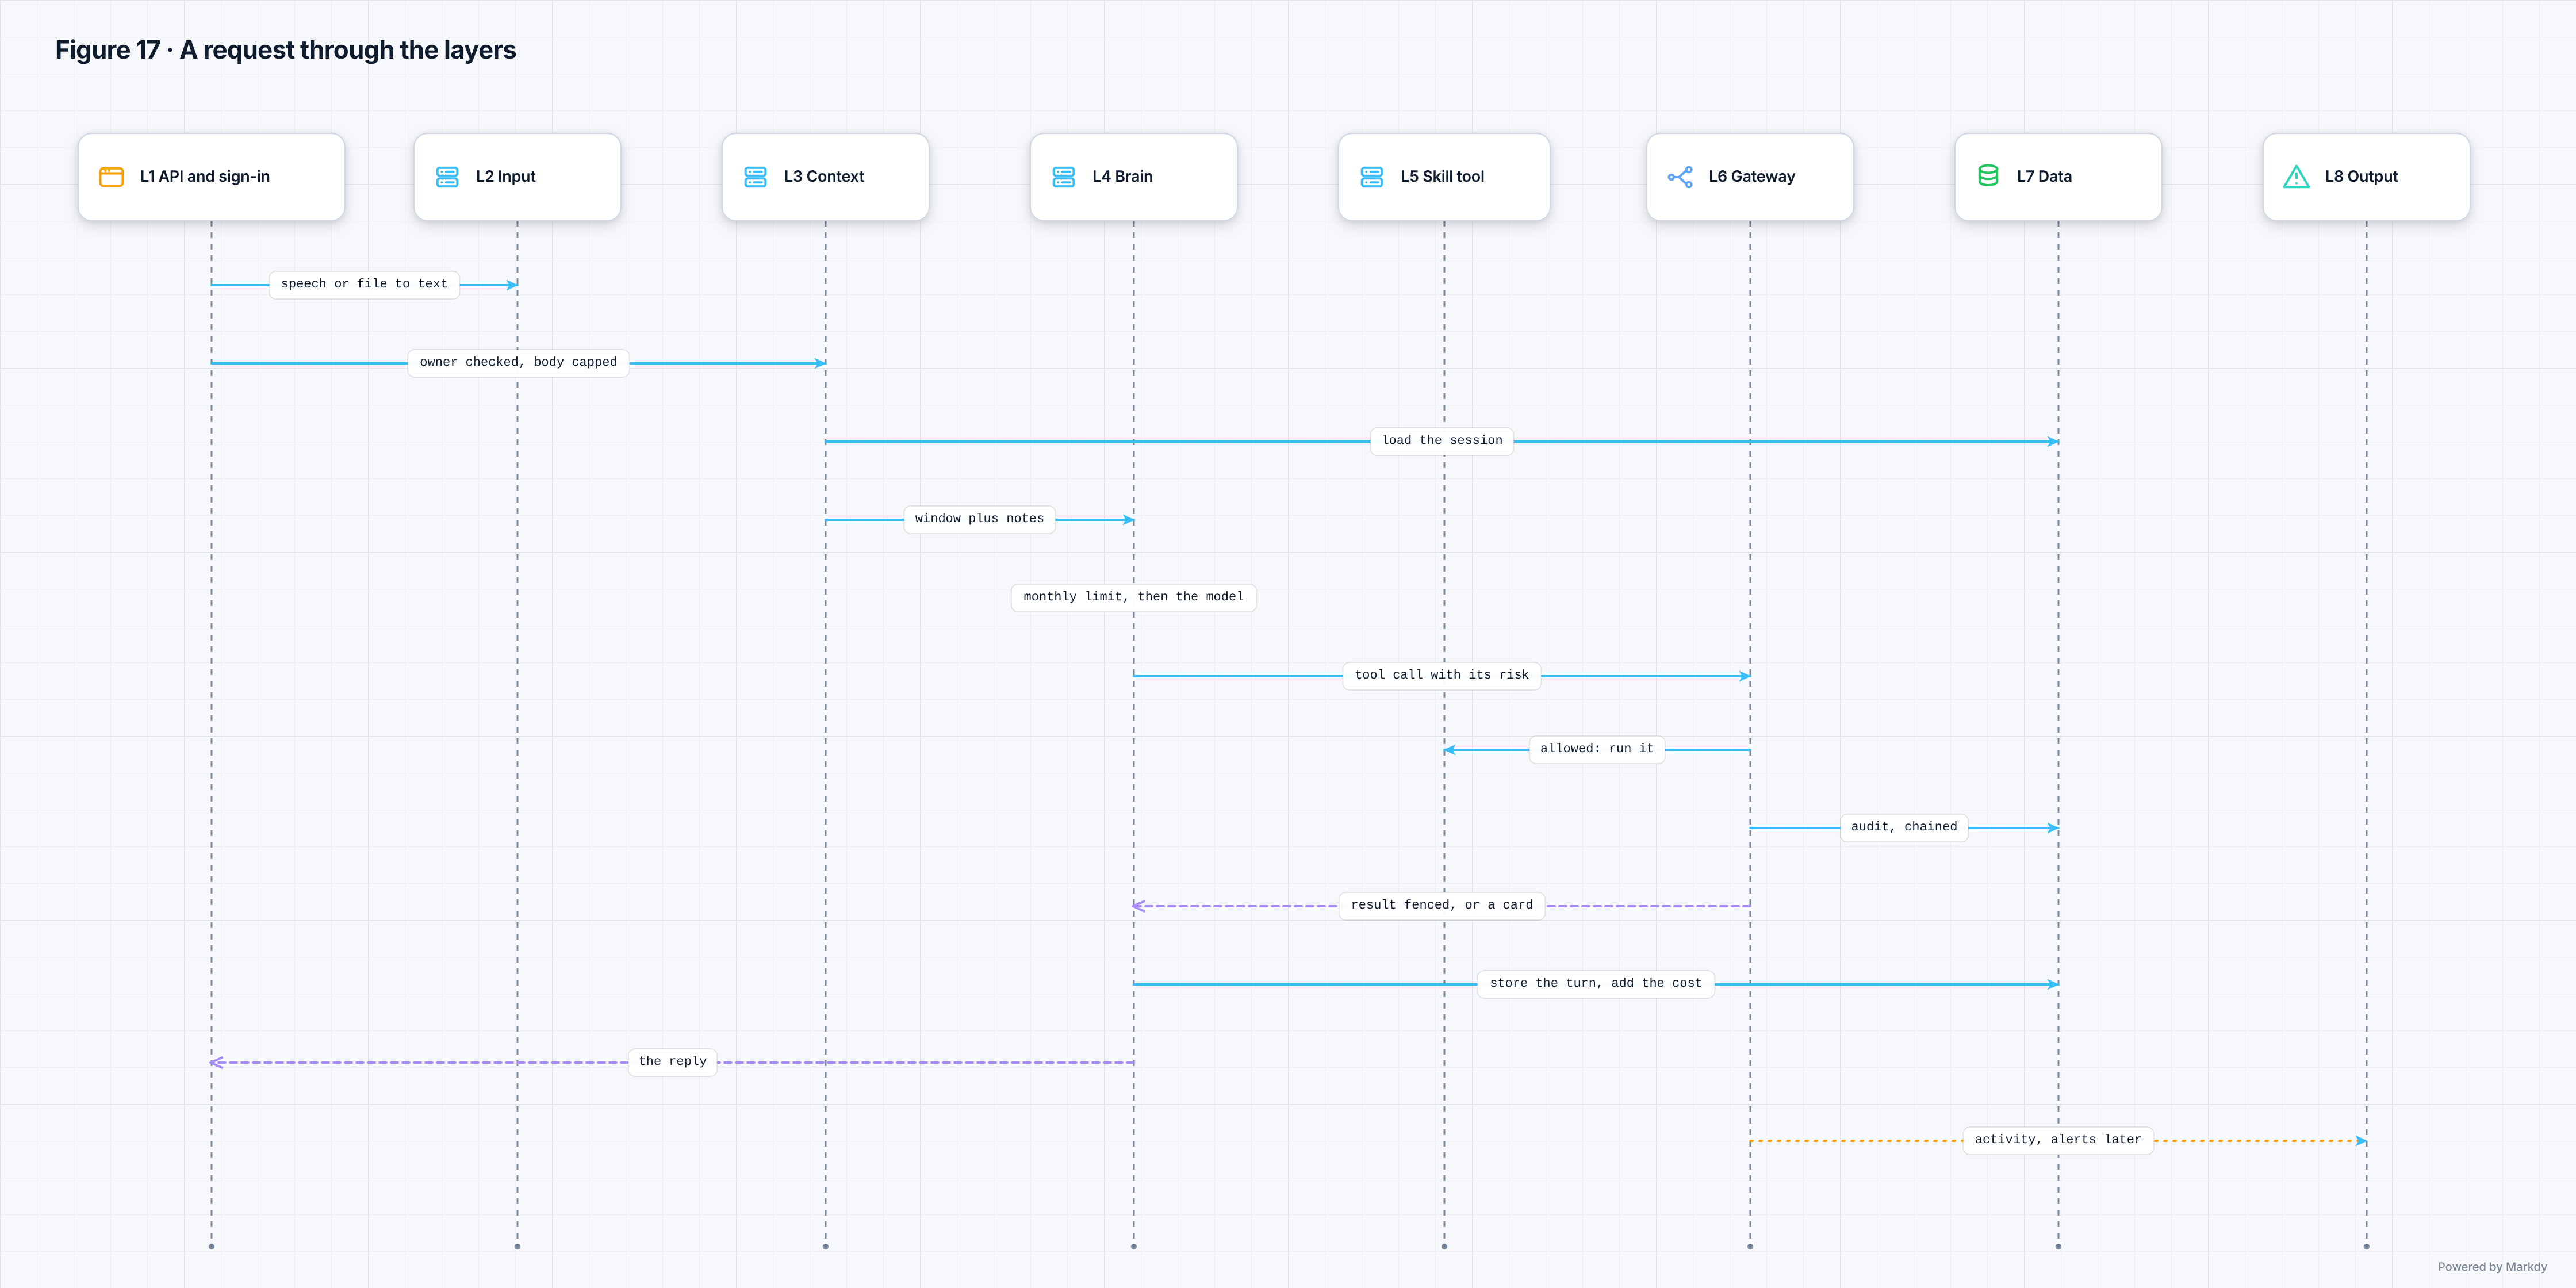 Figure 17 · A request through the layers
L1 API and sign-in
L2 Input
L3 Context
L4 Brain
L5 Skill tool
L6 Gateway
L7 Data
L8 Output
speech or file to text
owner checked, body capped
load the session
window plus notes
monthly limit, then the model
tool call with its risk
allowed: run it
audit, chained
result fenced, or a card
store the turn, add the cost
the reply
activity, alerts later
Powered by Markdy